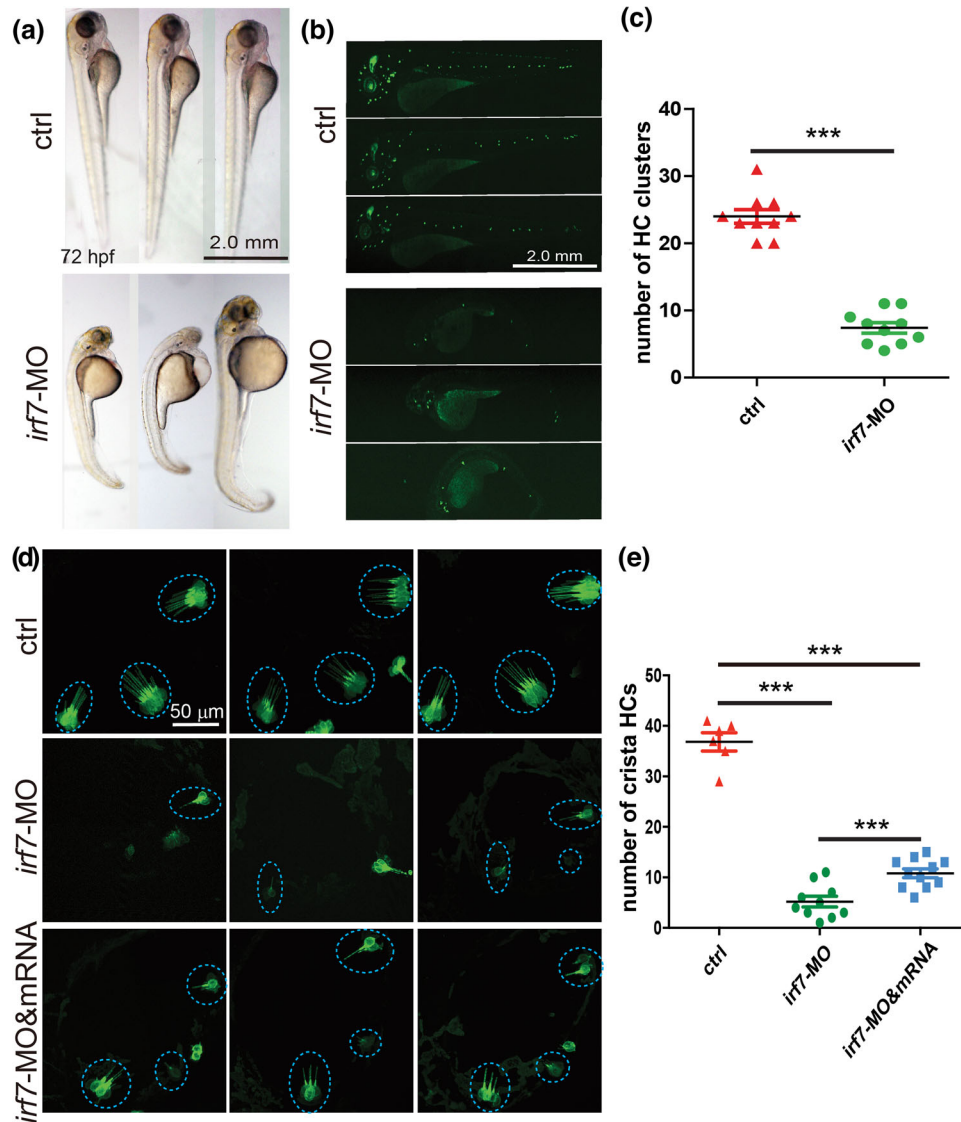 (a)
ctrl
72 hpf
2.0 mm
irf7-MO
(b)
ctrl
2.0 mm
irf7-MO
(c)
number of HC clusters
40
30
20
10
0
***
ctrl
irf7-MO
(d)
ctrl
50 μm
irf7-MO
irf7-MO&mRNA
(e)
number of crista HCs
50
40
30
20
10
0
***
***
***
ctrl
irf7-MO
irf7-MO&mRNA